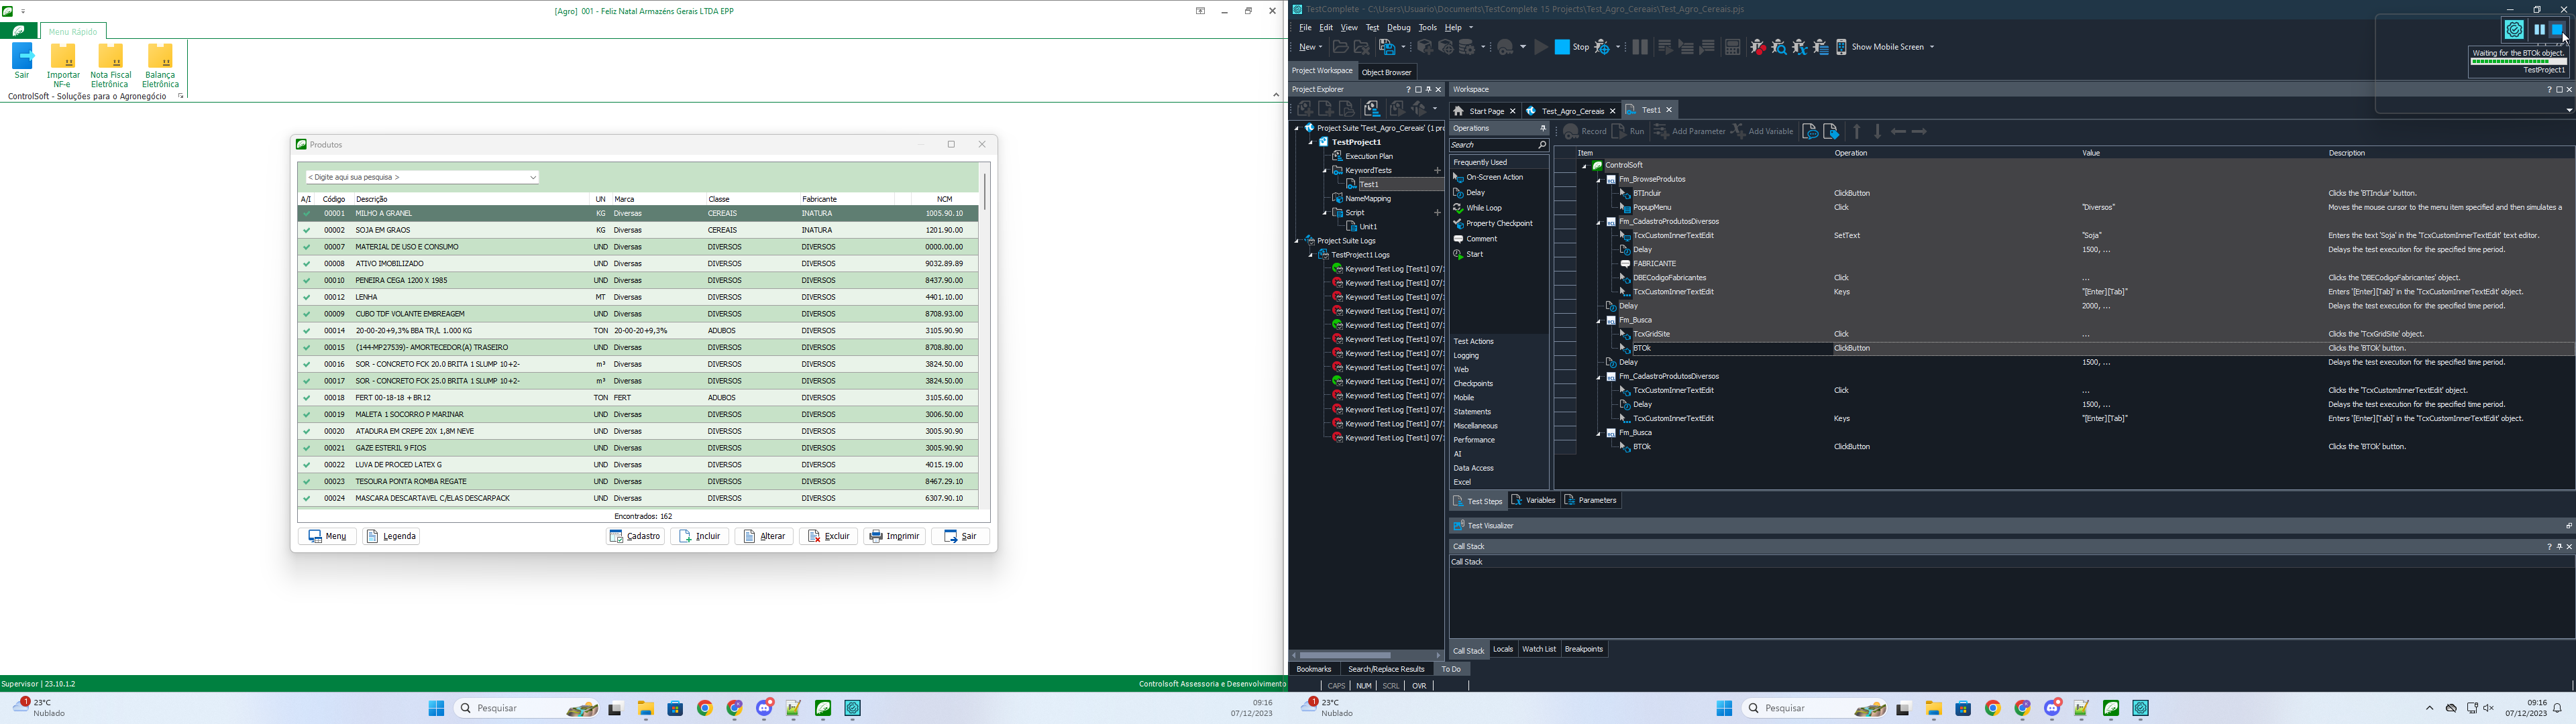 [Agro] 001 - Feliz Natal Armazéns Gerais LTDA EPP
Menu Rápido
Sair
Importar NF-e
Nota Fiscal Eletrônica
Balança Eletrônica
ControlSoft - Soluções para o Agronegócio
Produtos
< Digite aqui sua pesquisa >
A/I Código Descrição UN Marca Classe Fabricante NCM
00001 MILHO A GRANEL KG Diversas CEREAIS INATURA 1005.90.10
00002 SOJA EM GRAOS KG Diversas CEREAIS INATURA 1201.90.00
00007 MATERIAL DE USO E CONSUMO UND Diversas DIVERSOS DIVERSOS 0000.00.00
00008 ATIVO IMOBILIZADO UND Diversas DIVERSOS DIVERSOS 9032.89.89
00010 PENEIRA CEGA 1200 X 1985 UND Diversas DIVERSOS DIVERSOS 8437.90.00
00012 LENHA MT Diversas DIVERSOS DIVERSOS 4401.10.00
00009 CUBO TDF VOLANTE EMBREAGEM UND Diversas DIVERSOS DIVERSOS 8708.93.00
00014 20-00-20+9,3% BBA TR/L 1.000 KG TON 20-00-20+9,3% ADUBOS DIVERSOS 3105.90.90
00015 (144-MP27539)- AMORTECEDOR(A) TRASEIRO UND Diversas DIVERSOS DIVERSOS 8708.80.00
00016 SOR - CONCRETO FCK 20.0 BRITA 1 SLUMP 10+2- m³ Diversas DIVERSOS DIVERSOS 3824.50.00
00017 SOR - CONCRETO FCK 25.0 BRITA 1 SLUMP 10+2- m³ Diversas DIVERSOS DIVERSOS 3824.50.00
00018 FERT 00-18-18 + BR12 TON FERT ADUBOS DIVERSOS 3105.60.00
00019 MALETA 1 SOCORRO P MARINAR UND Diversas DIVERSOS DIVERSOS 3006.50.00
00020 ATADURA EM CREPE 20X 1,8M NEVE UND Diversas DIVERSOS DIVERSOS 3005.90.90
00021 GAZE ESTERIL 9 FIOS UND Diversas DIVERSOS DIVERSOS 3005.90.90
00022 LUVA DE PROCED LATEX G UND Diversas DIVERSOS DIVERSOS 4015.19.00
00023 TESOURA PONTA ROMBA REGATE UND Diversas DIVERSOS DIVERSOS 8467.29.10
00024 MASCARA DESCARTAVEL C/ELAS DESCARPACK UND Diversas DIVERSOS DIVERSOS 6307.90.10
Encontrados: 162
Menu Legenda Cadastro Incluir Alterar Excluir Imprimir Sair
Supervisor | 23.10.1.2
Controlsoft Assessoria e Desenvolvimento
1 23°C
Nublado
Pesquisar
09:16
07/12/2023
TestComplete - C:\Users\Usuario\Documents\TestComplete 15 Projects\Test_Agro_Cereais\Test_Agro_Cereais.pjs
File Edit View Test Debug Tools Help
New Stop Show Mobile Screen
Waiting for the BTOk object.
TestProject1
Project Workspace Object Browser
Project Explorer
Project Suite 'Test_Agro_Cereais' (1 pr
TestProject1
Execution Plan
KeywordTests
Test1
NameMapping
Script
Unit1
Project Suite Logs
TestProject1 Logs
Keyword Test Log [Test1] 07/
Keyword Test Log [Test1] 07/
Keyword Test Log [Test1] 07/
Keyword Test Log [Test1] 07/
Keyword Test Log [Test1] 07/
Keyword Test Log [Test1] 07/
Keyword Test Log [Test1] 07/
Keyword Test Log [Test1] 07/
Keyword Test Log [Test1] 07/
Keyword Test Log [Test1] 07/
Keyword Test Log [Test1] 07/
Keyword Test Log [Test1] 07/
Keyword Test Log [Test1] 07/
Workspace
Start Page Test_Agro_Cereais Test1
Operations
Search
Frequently Used
On-Screen Action
Delay
While Loop
Property Checkpoint
Comment
Start
Test Actions
Logging
Web
Checkpoints
Mobile
Statements
Miscellaneous
Performance
AI
Data Access
Excel
Record Run Add Parameter Add Variable
Item Operation Value Description
ControlSoft
Fm_BrowseProdutos
BTIncluir ClickButton Clicks the 'BTIncluir' button.
PopupMenu Click "Diversos" Moves the mouse cursor to the menu item specified and then simulates a
Fm_CadastroProdutosDiversos
TcxCustomInnerTextEdit SetText "Soja" Enters the text 'Soja' in the 'TcxCustomInnerTextEdit' text editor.
Delay 1500, ... Delays the test execution for the specified time period.
FABRICANTE
DBECodigoFabricantes Click ... Clicks the 'DBECodigoFabricantes' object.
TcxCustomInnerTextEdit Keys "[Enter][Tab]" Enters '[Enter][Tab]' in the 'TcxCustomInnerTextEdit' object.
Delay 2000, ... Delays the test execution for the specified time period.
Fm_Busca
TcxGridSite Click ... Clicks the 'TcxGridSite' object.
BTOk ClickButton Clicks the 'BTOk' button.
Delay 1500, ... Delays the test execution for the specified time period.
Fm_CadastroProdutosDiversos
TcxCustomInnerTextEdit Click ... Clicks the 'TcxCustomInnerTextEdit' object.
Delay 1500, ... Delays the test execution for the specified time period.
TcxCustomInnerTextEdit Keys "[Enter][Tab]" Enters '[Enter][Tab]' in the 'TcxCustomInnerTextEdit' object.
Fm_Busca
BTOk ClickButton Clicks the 'BTOk' button.
Test Steps Variables Parameters
Test Visualizer
Call Stack
Call Stack
Call Stack Locals Watch List Breakpoints
Bookmarks Search/Replace Results To Do
CAPS NUM SCRL OVR
1 23°C
Nublado
Pesquisar
09:16
07/12/2023